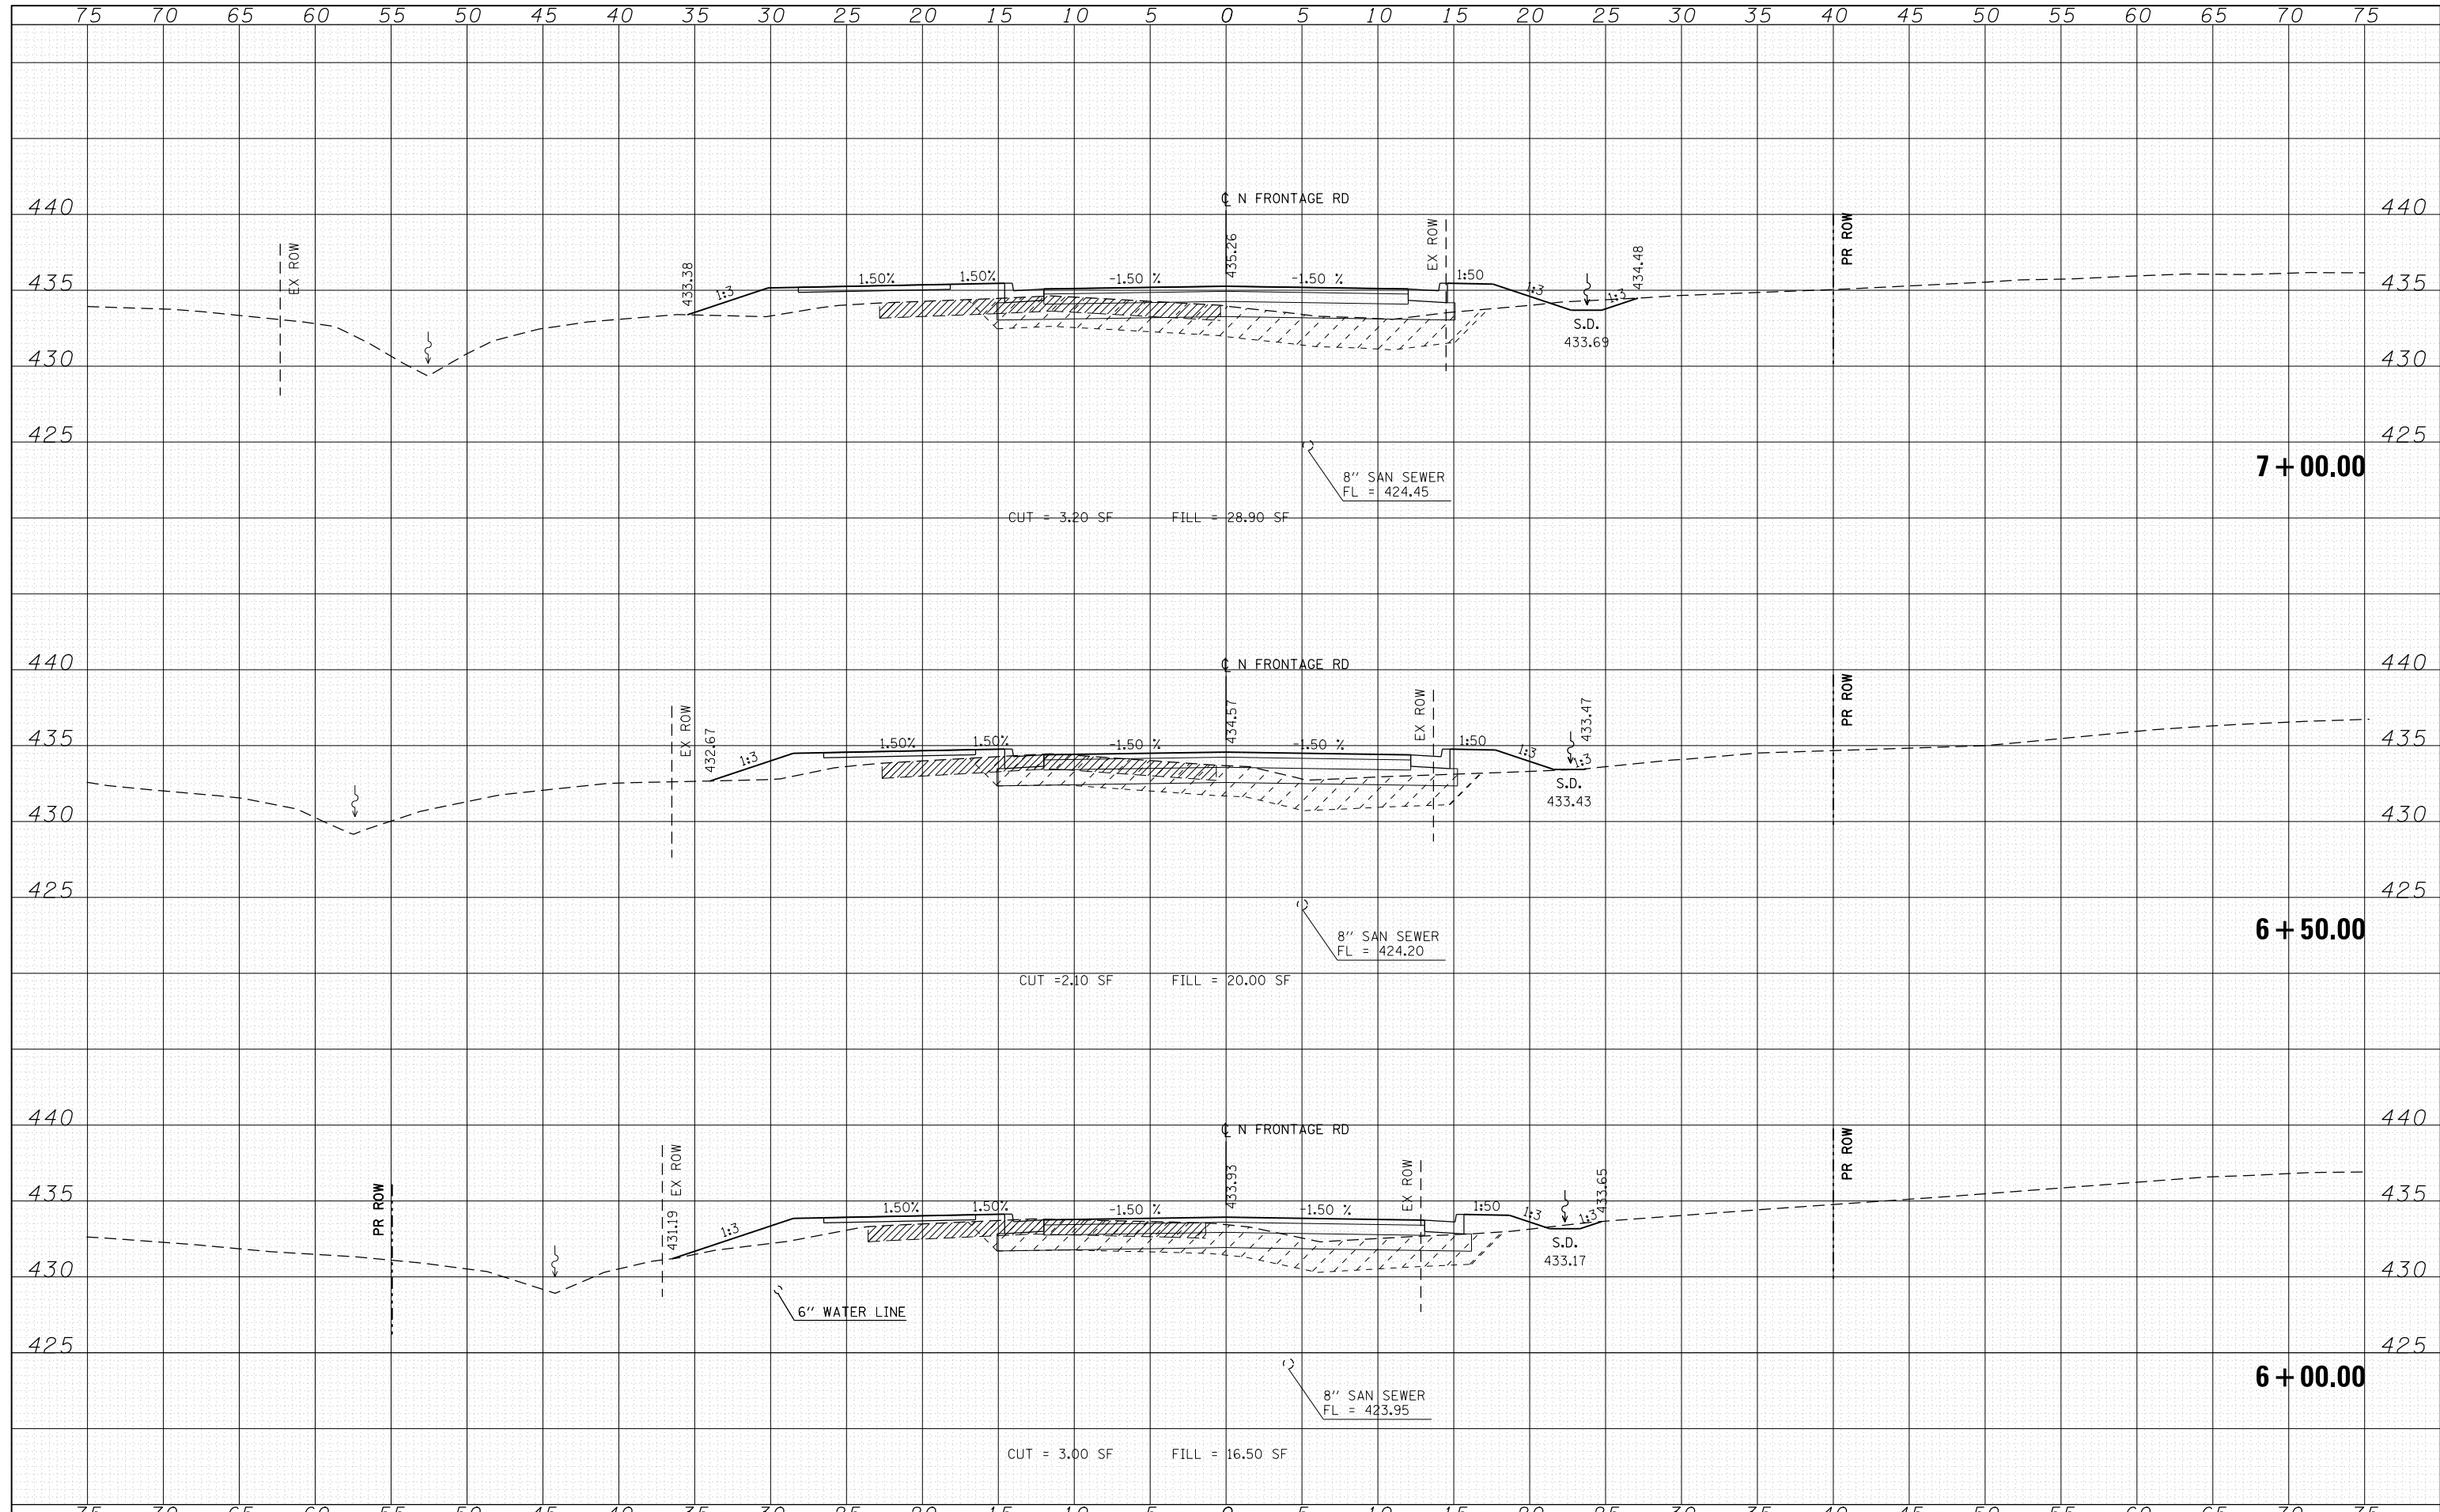 75 70 65 60 55 50 45 40 35 30 25 20 15 10 5 0 5 10 15 20 25 30 35 40 45 50 55 60 65 70 75
℄ N FRONTAGE RD
440 440
EX ROW
433.38
435.26
EX ROW
434.48
PR ROW
435 435
1:3 1.50% 1.50% -1.50 % -1.50 % 1:50 1:3 1:3
S.D.
433.69
430 430
425 425
7+00.00
8'' SAN SEWER
FL = 424.45
CUT = 3.20 SF FILL = 28.90 SF
℄ N FRONTAGE RD
440 440
EX ROW
432.67
434.57
EX ROW
433.47
PR ROW
435 435
1:3 1.50% 1.50% -1.50 % -1.50 % 1:50 1:3 1:3
S.D.
433.43
430 430
425 425
6+50.00
8'' SAN SEWER
FL = 424.20
CUT =2.10 SF FILL = 20.00 SF
440 440
℄ N FRONTAGE RD
PR ROW
431.19 EX ROW
433.93
EX ROW
433.65
PR ROW
435 435
1:3 1.50% 1.50% -1.50 % -1.50 % 1:50 1:3 1:3
S.D.
433.17
430 430
6'' WATER LINE
425 425
6+00.00
8'' SAN SEWER
FL = 423.95
CUT = 3.00 SF FILL = 16.50 SF
75 70 65 60 55 50 45 40 35 30 25 20 15 10 5 0 5 10 15 20 25 30 35 40 45 50 55 60 65 70 75